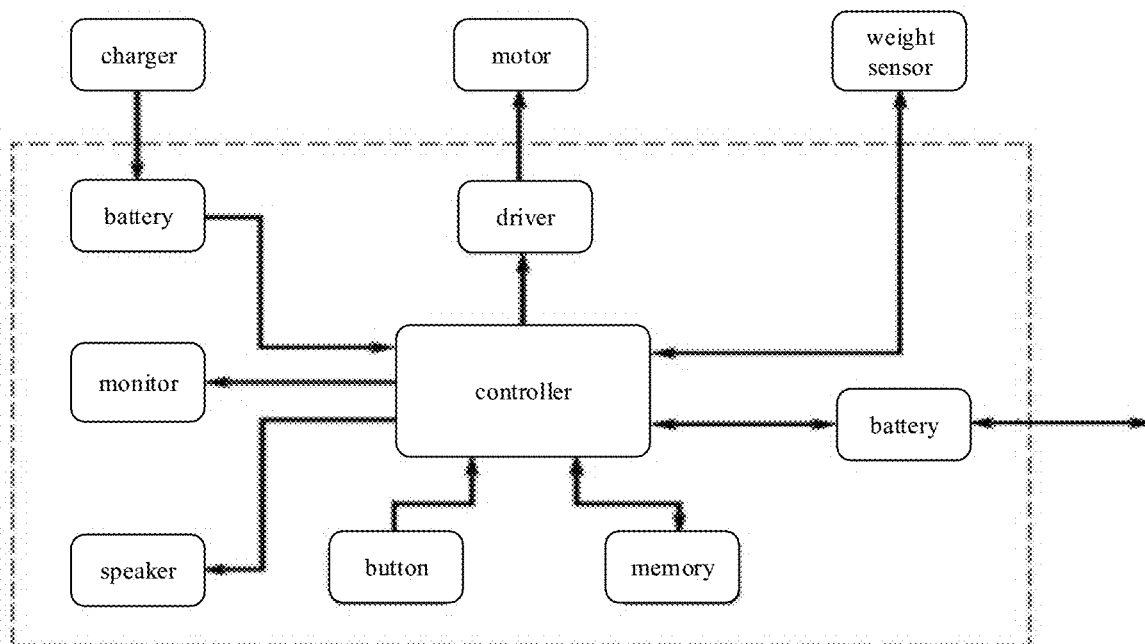 charger
motor
weight
sensor
battery
driver
monitor
controller
battery
speaker
button
memory